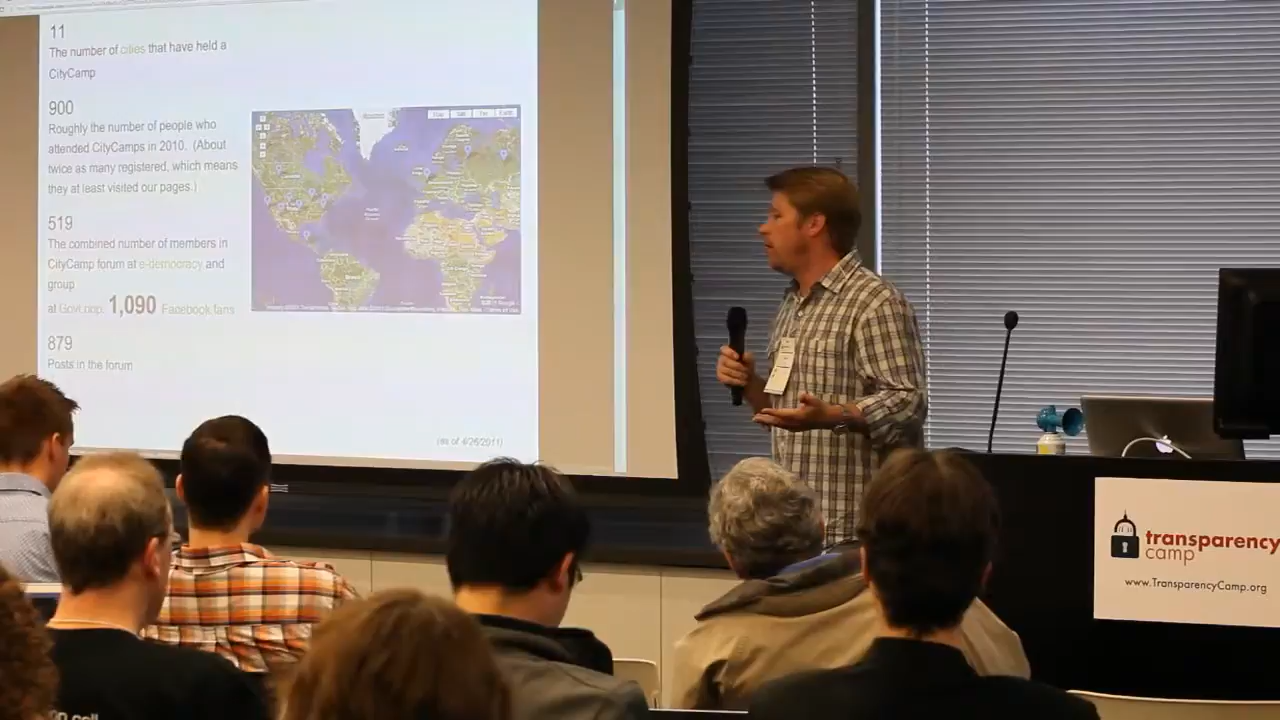 11
The number of cities that have held a
CityCamp
900
Roughly the number of people who
attended CityCamps in 2010. (About
twice as many registered, which means
they at least visited our pages.)
519
The combined number of members in
CityCamp forum at e-democracy and
group
at GovLoop. 1,090 Facebook fans
879
Posts in the forum
(as of 4/26/2011)
transparency
camp
www.TransparencyCamp.org